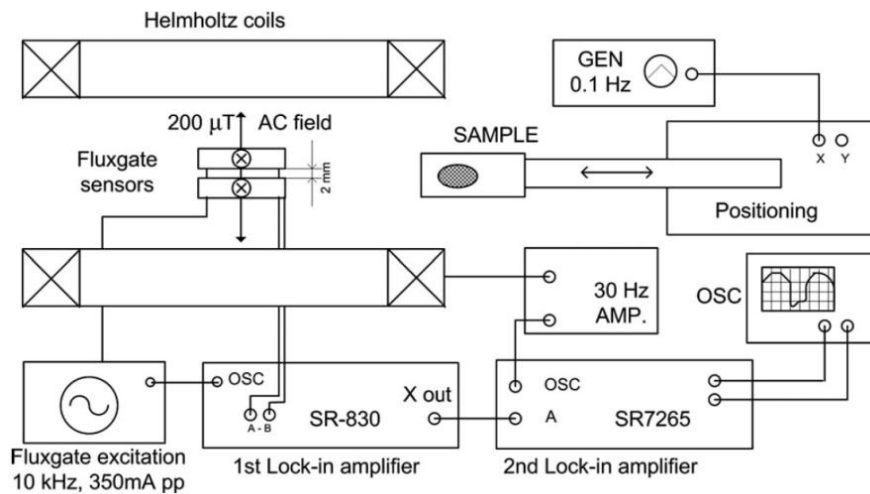 Helmholtz coils
GEN
0.1 Hz
200 µT
AC field
SAMPLE
Fluxgate
sensors
2 mm
X Y
Positioning
30 Hz
AMP.
OSC
OSC
X out
A - B
SR-830
OSC
A
SR7265
Fluxgate excitation
10 kHz, 350mA pp
1st Lock-in amplifier
2nd Lock-in amplifier